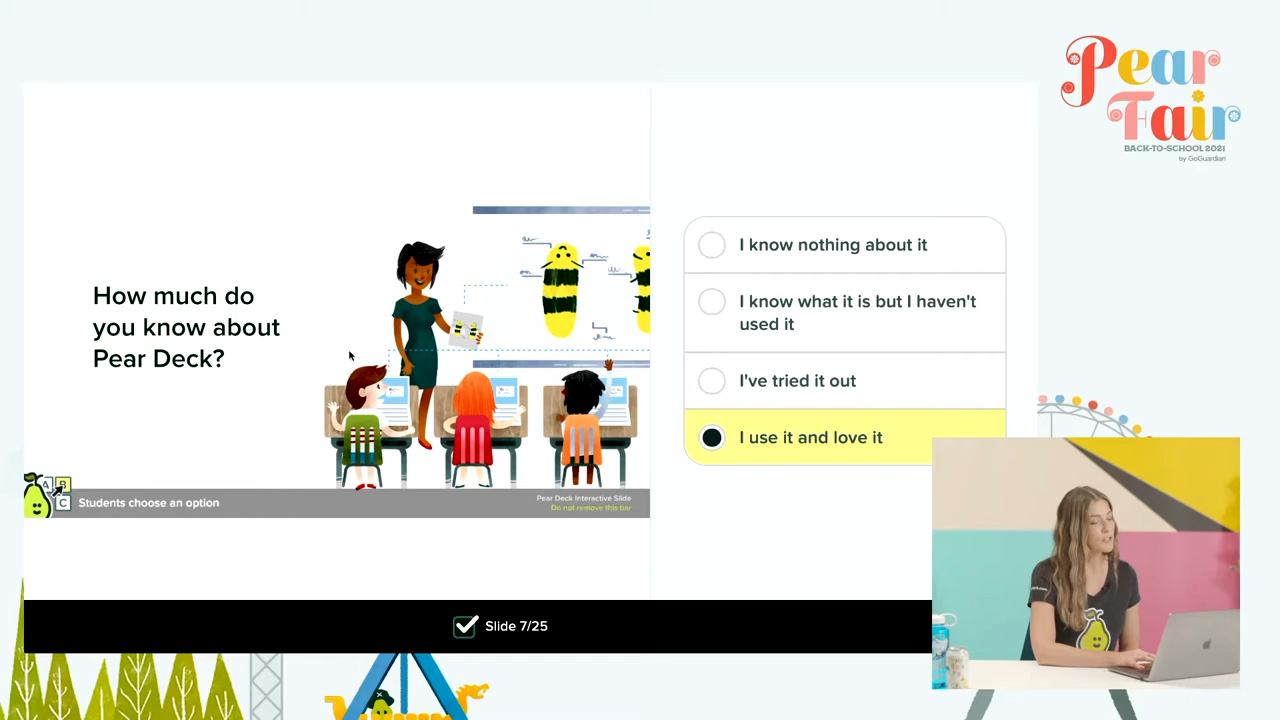 Pear
Fair
BACK-TO-SCHOOL 2021
by GoGuardian
How much do
you know about
Pear Deck?
I know nothing about it
I know what it is but I haven't
used it
I've tried it out
I use it and love it
A B
C
Students choose an option
Pear Deck Interactive Slide
Do not remove this bar
Slide 7/25